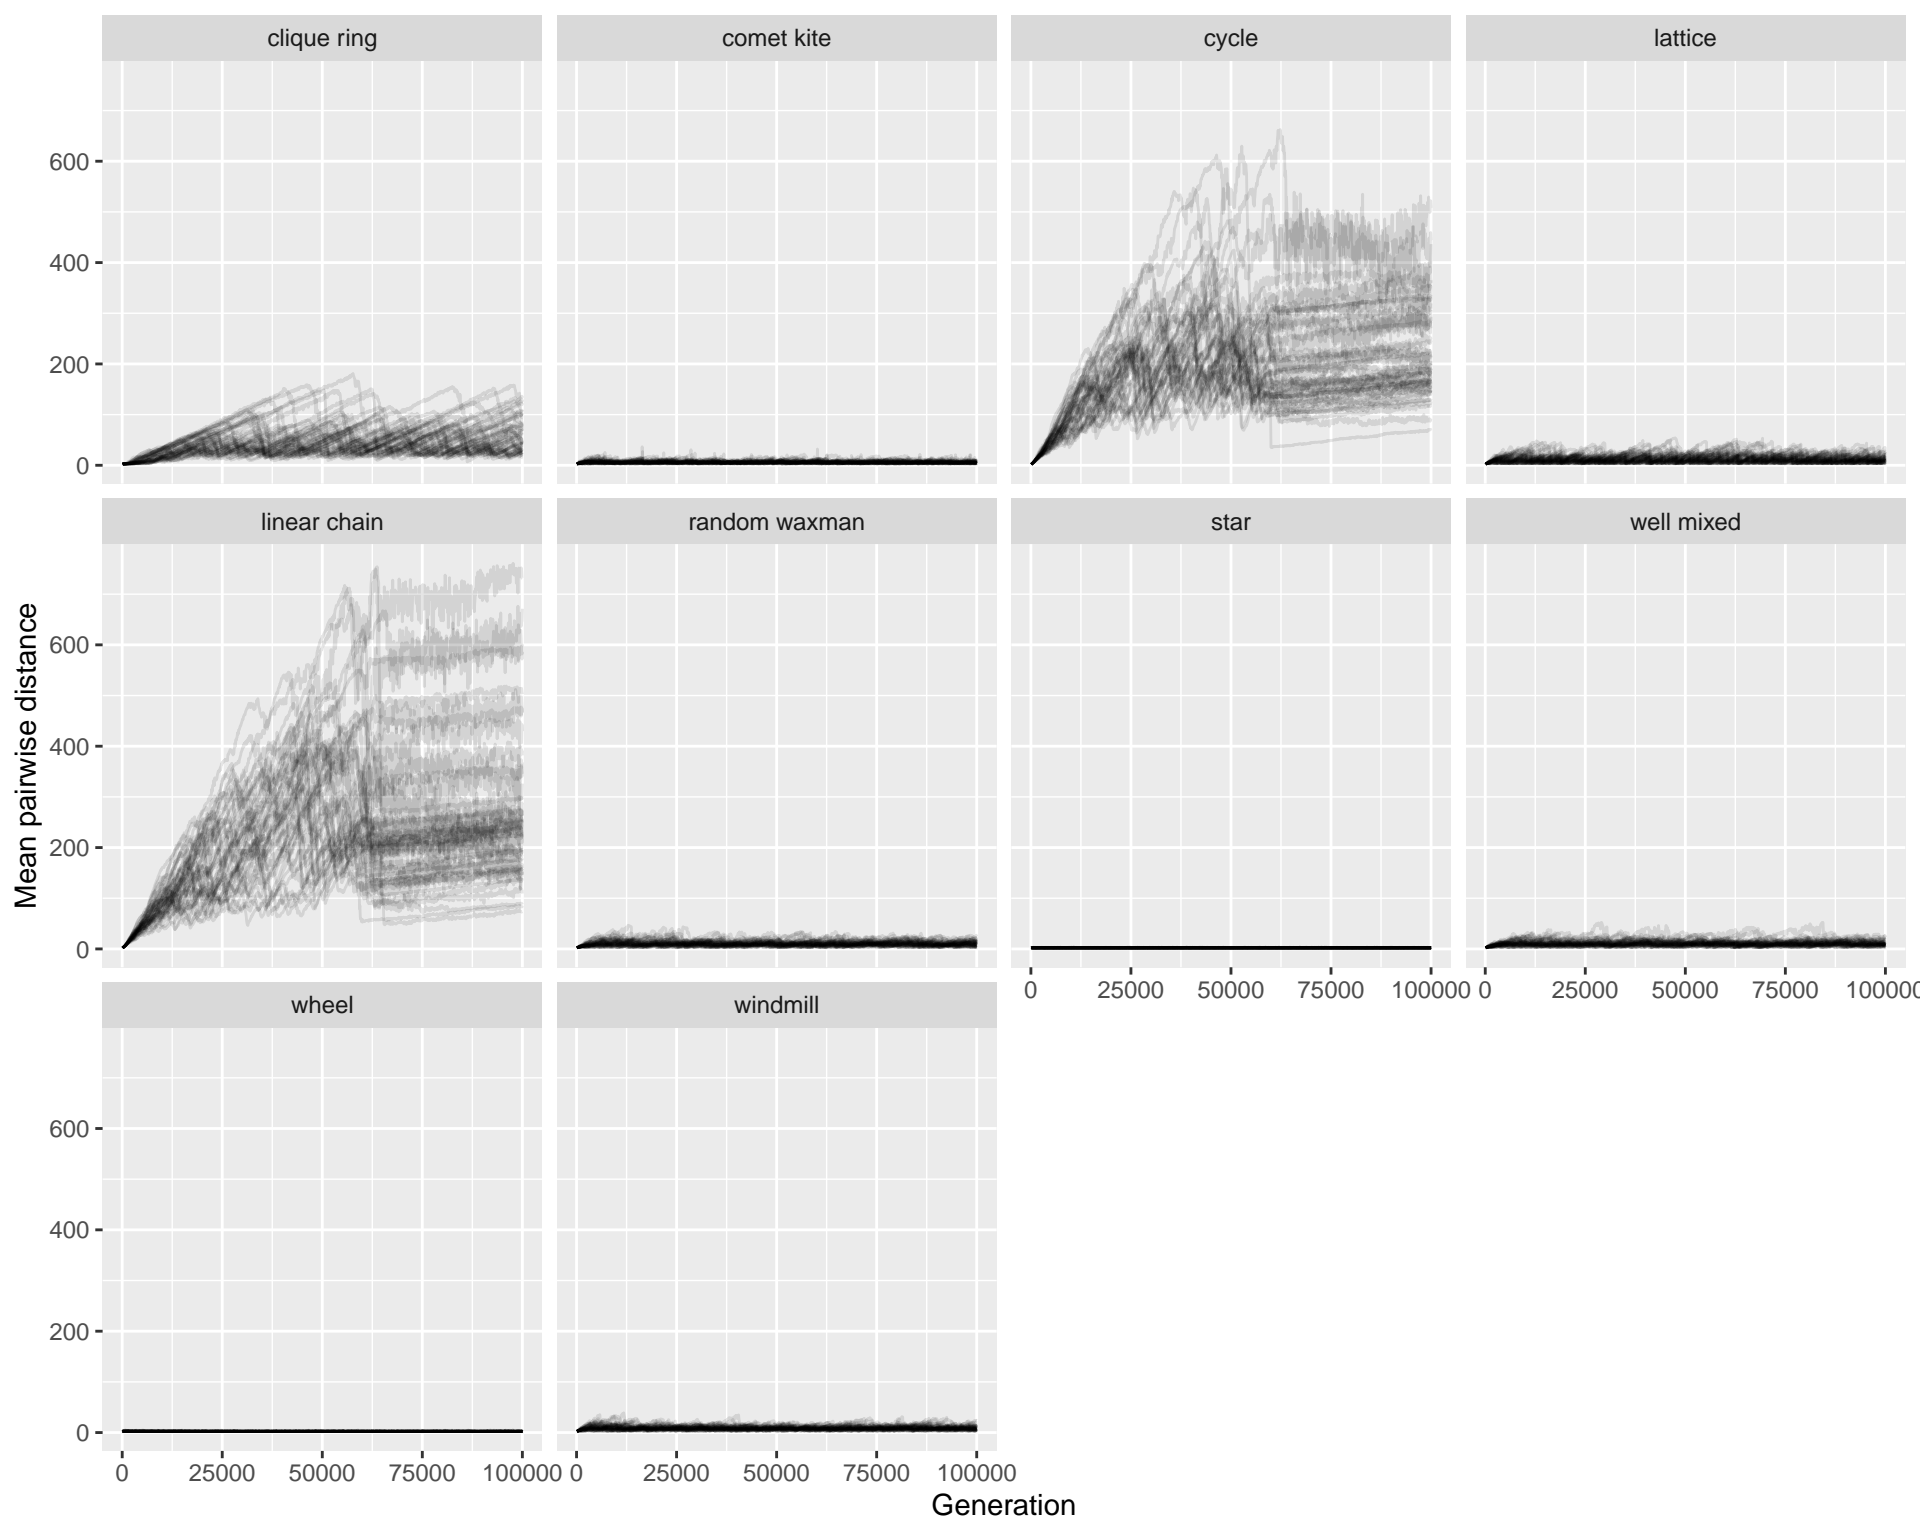 clique ring
comet kite
cycle
lattice
600
400
200
0
linear chain
random waxman
star
well mixed
Mean pairwise distance
600
400
200
0
0 25000 50000 75000 100000
0 25000 50000 75000 100000
wheel
windmill
600
400
200
0
0 25000 50000 75000 100000
0 25000 50000 75000 100000
Generation